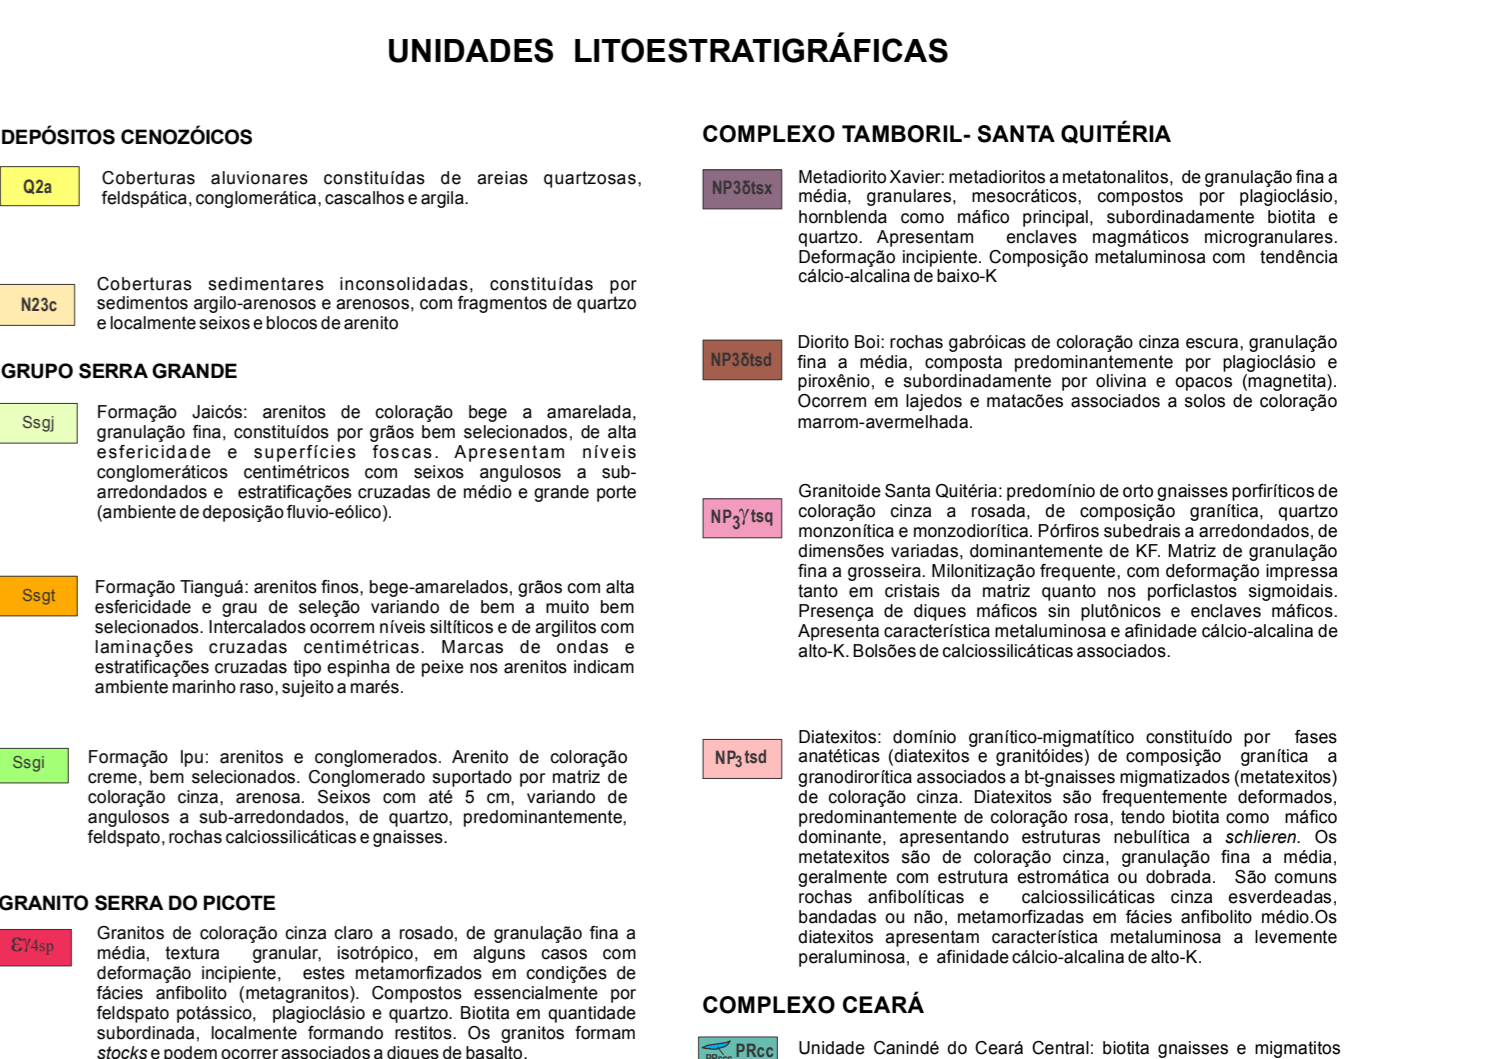 UNIDADES LITOESTRATIGRÁFICAS
DEPÓSITOS CENOZÓICOS
Q2a
Coberturas aluvionares constituídas de areias quartzosas,
feldspática, conglomerática, cascalhos e argila.
N23c
Coberturas sedimentares inconsolidadas, constituídas por
sedimentos argilo-arenosos e arenosos, com fragmentos de quartzo
e localmente seixos e blocos de arenito
GRUPO SERRA GRANDE
Ssgj
Formação Jaicós: arenitos de coloração bege a amarelada,
granulação fina, constituídos por grãos bem selecionados, de alta
esfericidade e superfícies foscas. Apresentam níveis
conglomeráticos centimétricos com seixos angulosos a sub-
arredondados e estratificações cruzadas de médio e grande porte
(ambiente de deposição fluvio-eólico).
Ssgt
Formação Tianguá: arenitos finos, bege-amarelados, grãos com alta
esfericidade e grau de seleção variando de bem a muito bem
selecionados. Intercalados ocorrem níveis siltíticos e de argilitos com
laminações cruzadas centimétricas. Marcas de ondas e
estratificações cruzadas tipo espinha de peixe nos arenitos indicam
ambiente marinho raso, sujeito a marés.
Ssgi
Formação Ipu: arenitos e conglomerados. Arenito de coloração
creme, bem selecionados. Conglomerado suportado por matriz de
coloração cinza, arenosa. Seixos com até 5 cm, variando de
angulosos a sub-arredondados, de quartzo, predominantemente,
feldspato, rochas calciossilicáticas e gnaisses.
GRANITO SERRA DO PICOTE
Ɛγ4sp
Granitos de coloração cinza claro a rosado, de granulação fina a
média, textura granular, isotrópico, em alguns casos com
deformação incipiente, estes metamorfizados em condições de
fácies anfibolito (metagranitos). Compostos essencialmente por
feldspato potássico, plagioclásio e quartzo. Biotita em quantidade
subordinada, localmente formando restitos. Os granitos formam
stocks e podem ocorrer associados a diques de basalto.
COMPLEXO TAMBORIL- SANTA QUITÉRIA
NP3δtsx
Metadiorito Xavier: metadioritos a metatonalitos, de granulação fina a
média, granulares, mesocráticos, compostos por plagioclásio,
hornblenda como máfico principal, subordinadamente biotita e
quartzo. Apresentam enclaves magmáticos microgranulares.
Deformação incipiente. Composição metaluminosa com tendência
cálcio-alcalina de baixo-K
NP3δtsd
Diorito Boi: rochas gabróicas de coloração cinza escura, granulação
fina a média, composta predominantemente por plagioclásio e
piroxênio, e subordinadamente por olivina e opacos (magnetita).
Ocorrem em lajedos e matacões associados a solos de coloração
marrom-avermelhada.
NP3γtsq
Granitoide Santa Quitéria: predomínio de orto gnaisses porfiríticos de
coloração cinza a rosada, de composição granítica, quartzo
monzonítica e monzodiorítica. Pórfiros subedrais a arredondados, de
dimensões variadas, dominantemente de KF. Matriz de granulação
fina a grosseira. Milonitização frequente, com deformação impressa
tanto em cristais da matriz quanto nos porficlastos sigmoidais.
Presença de diques máficos sin plutônicos e enclaves máficos.
Apresenta característica metaluminosa e afinidade cálcio-alcalina de
alto-K. Bolsões de calciossilicáticas associados.
NP3tsd
Diatexitos: domínio granítico-migmatítico constituído por fases
anatéticas (diatexitos e granitóides) de composição granítica a
granodirorítica associados a bt-gnaisses migmatizados (metatexitos)
de coloração cinza. Diatexitos são frequentemente deformados,
predominantemente de coloração rosa, tendo biotita como máfico
dominante, apresentando estruturas nebulítica a schlieren. Os
metatexitos são de coloração cinza, granulação fina a média,
geralmente com estrutura estromática ou dobrada. São comuns
rochas anfibolíticas e calciossilicáticas cinza esverdeadas,
bandadas ou não, metamorfizadas em fácies anfibolito médio.Os
diatexitos apresentam característica metaluminosa a levemente
peraluminosa, e afinidade cálcio-alcalina de alto-K.
COMPLEXO CEARÁ
PRcc
Unidade Canindé do Ceará Central: biotita gnaisses e migmatitos